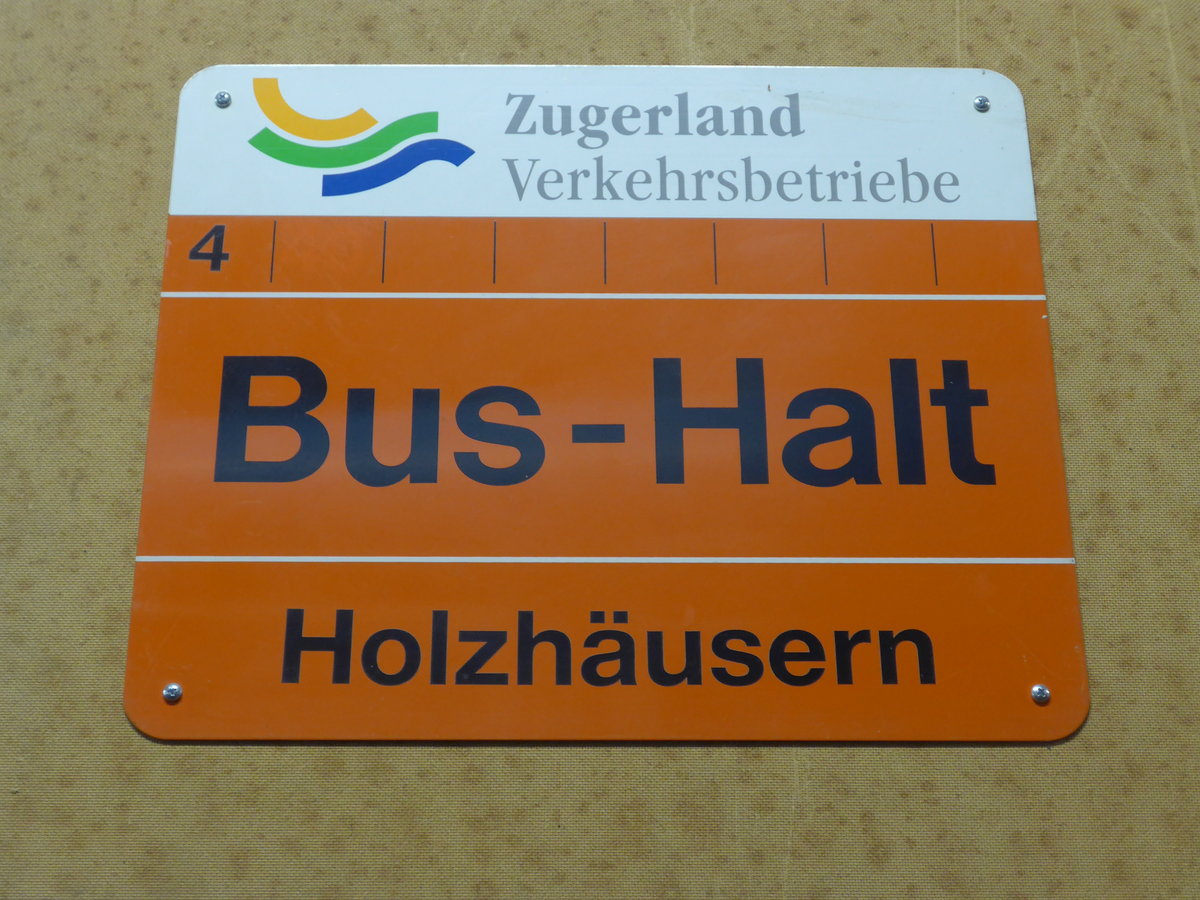 Zugerland
Verkehrsbetriebe
4
Bus-Halt
Holzhäusern